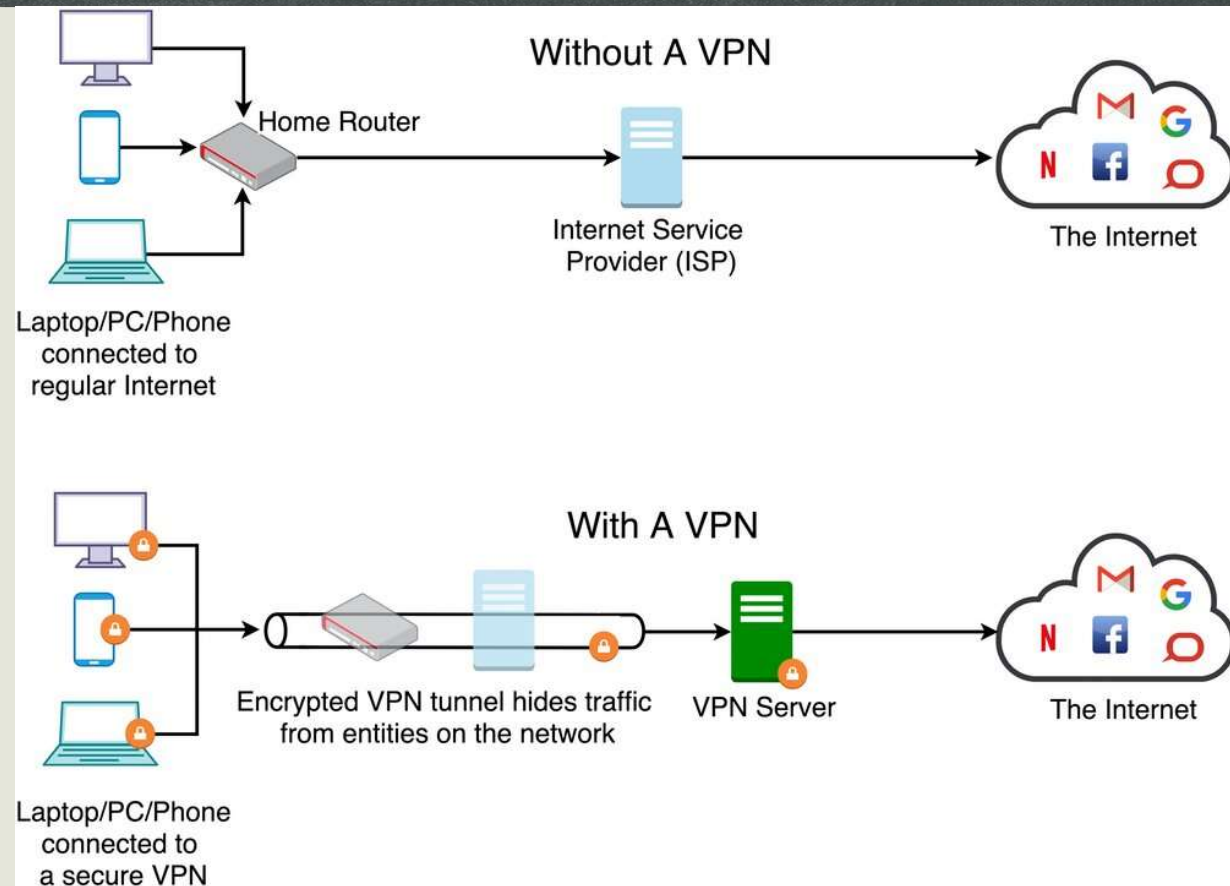 Without A VPN
Home Router
Internet Service
Provider (ISP)
The Internet
Laptop/PC/Phone
connected to
regular Internet
With A VPN
Encrypted VPN tunnel hides traffic
from entities on the network
VPN Server
The Internet
Laptop/PC/Phone
connected to
a secure VPN